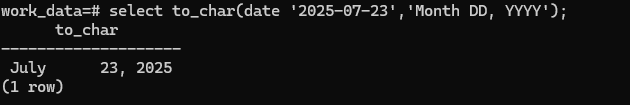 work_data=# select to_char(date '2025-07-23','Month DD, YYYY');
      to_char
--------------------
 July      23, 2025
(1 row)